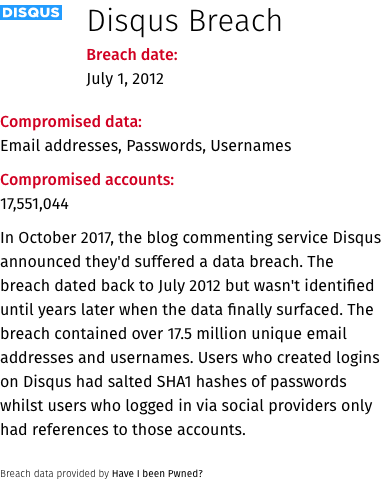 DISQUS
Disqus Breach
Breach date:
July 1, 2012
Compromised data:
Email addresses, Passwords, Usernames
Compromised accounts:
17,551,044
In October 2017, the blog commenting service Disqus
announced they'd suffered a data breach. The
breach dated back to July 2012 but wasn't identified
until years later when the data finally surfaced. The
breach contained over 17.5 million unique email
addresses and usernames. Users who created logins
on Disqus had salted SHA1 hashes of passwords
whilst users who logged in via social providers only
had references to those accounts.
Breach data provided by Have I been Pwned?